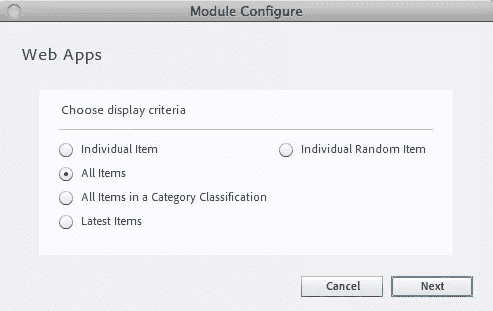 Module Configure
Web Apps
Choose display criteria
Individual Item
Individual Random Item
All Items
All Items in a Category Classification
Latest Items
Cancel
Next